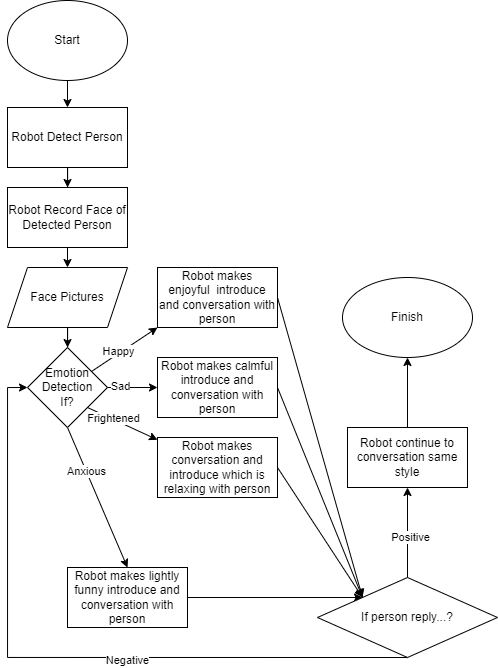 Start
Robot Detect Person
Robot Record Face of
Detected Person
Face Pictures
Emotion
Detection
If?
Happy
Sad
Frightened
Anxious
Robot makes
enjoyful introduce
and conversation with
person
Robot makes calmful
introduce and
conversation with
person
Robot makes
conversation and
introduce which is
relaxing with person
Robot makes lightly
funny introduce and
conversation with
person
If person reply...?
Positive
Negative
Robot continue to
conversation same
style
Finish